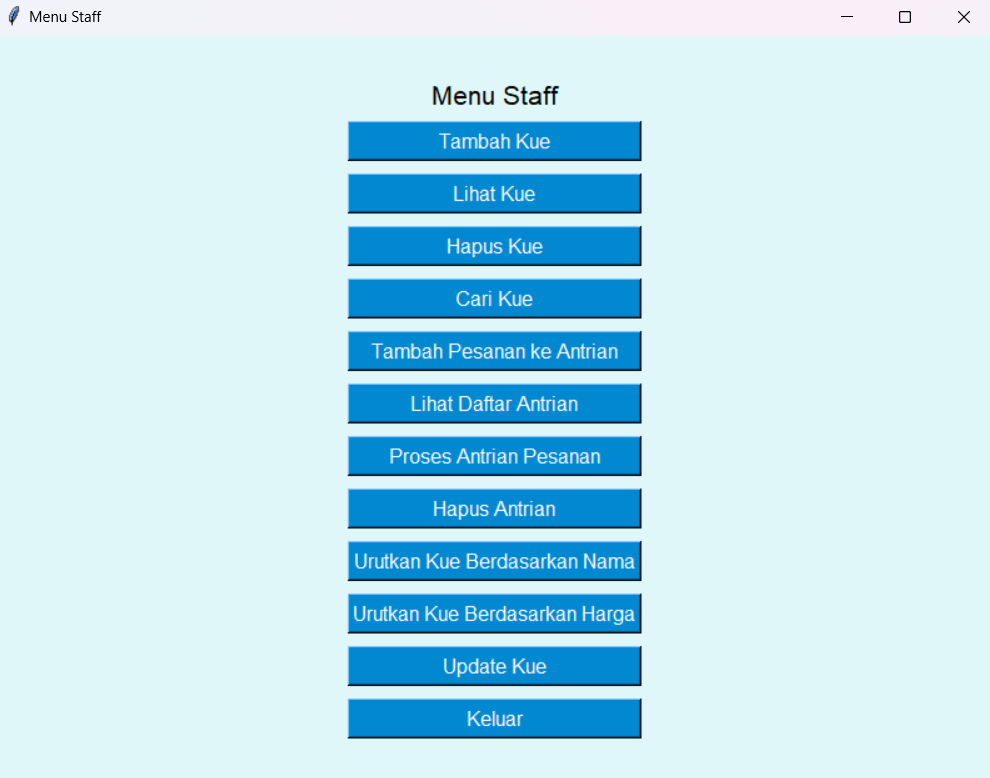 Menu Staff
Menu Staff
Tambah Kue
Lihat Kue
Hapus Kue
Cari Kue
Tambah Pesanan ke Antrian
Lihat Daftar Antrian
Proses Antrian Pesanan
Hapus Antrian
Urutkan Kue Berdasarkan Nama
Urutkan Kue Berdasarkan Harga
Update Kue
Keluar